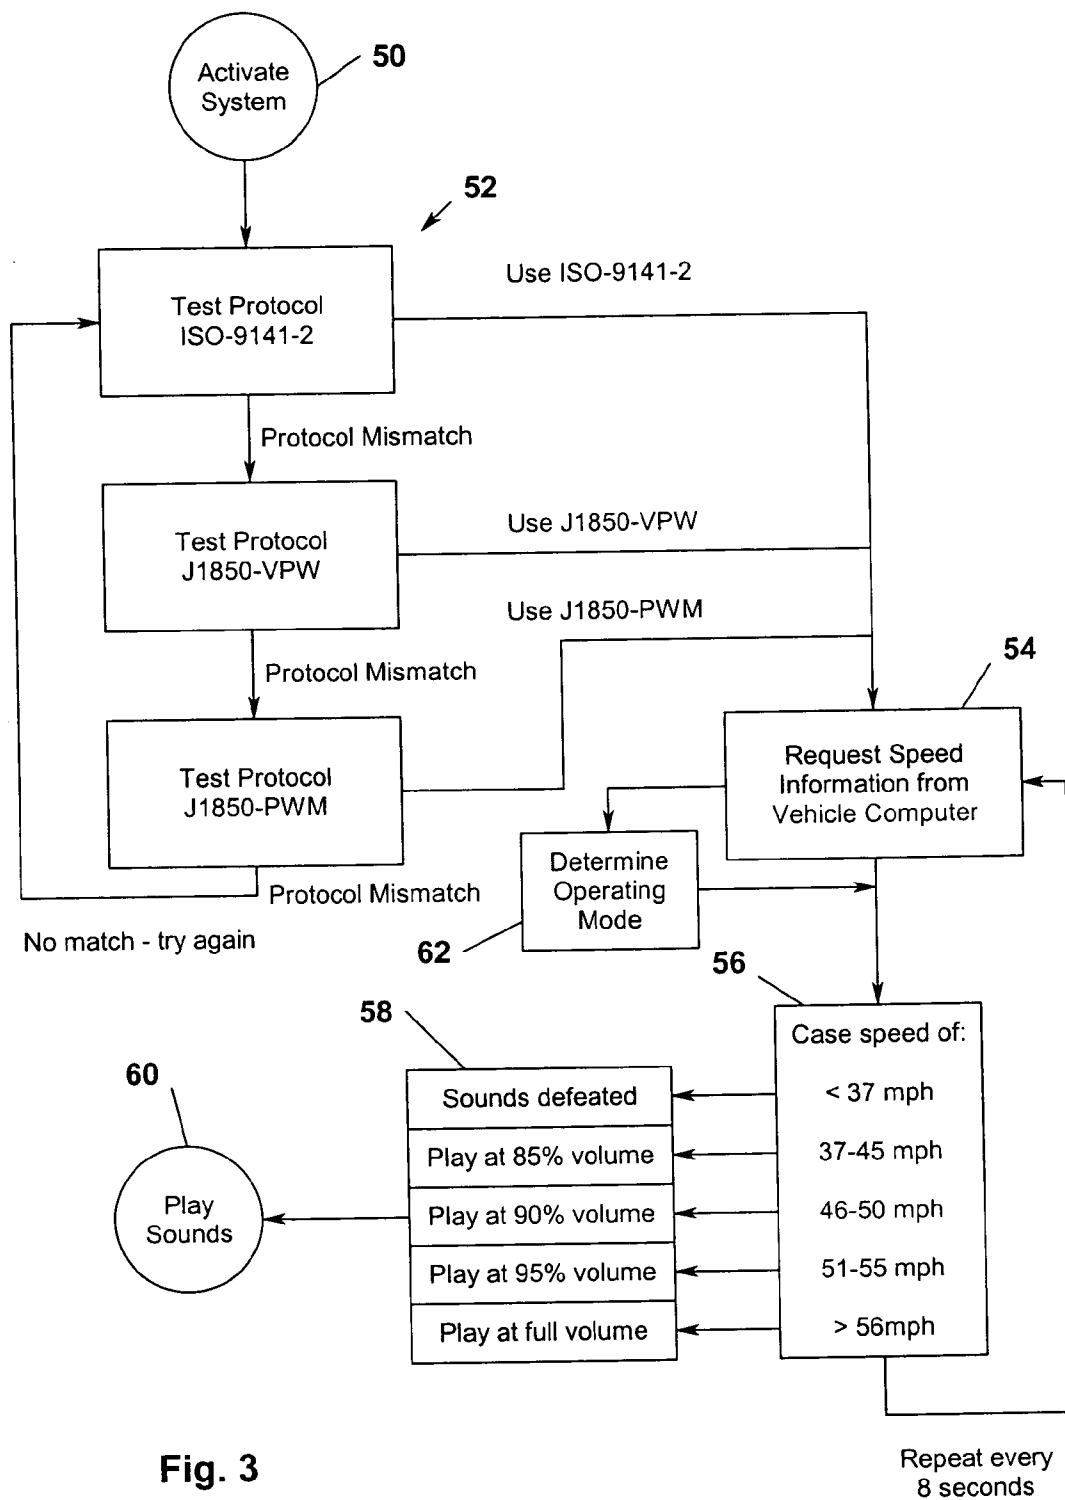 Activate
System
50
52
Test Protocol
ISO-9141-2
Use ISO-9141-2
Protocol Mismatch
Test Protocol
J1850-VPW
Use J1850-VPW
Use J1850-PWM
Protocol Mismatch
54
Test Protocol
J1850-PWM
Request Speed
Information from
Vehicle Computer
Protocol Mismatch
No match - try again
Determine
Operating
Mode
62
56
58
Case speed of:
60
Sounds defeated
< 37 mph
Play at 85% volume
37-45 mph
Play
Sounds
Play at 90% volume
46-50 mph
Play at 95% volume
51-55 mph
Play at full volume
> 56mph
Repeat every
8 seconds
Fig. 3